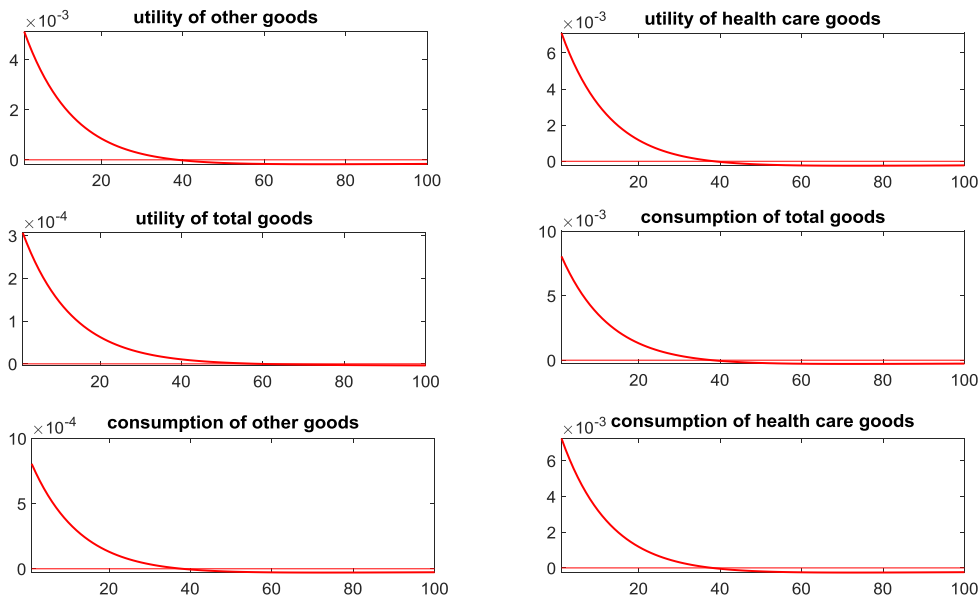 ×10-3
utility of other goods
4
2
0
20 40 60 80 100
×10-3
utility of health care goods
6
4
2
0
20 40 60 80 100
×10-4
utility of total goods
3
2
1
0
20 40 60 80 100
×10-3
consumption of total goods
10
5
0
20 40 60 80 100
×10-4
consumption of other goods
10
5
0
20 40 60 80 100
×10-3 consumption of health care goods
6
4
2
0
20 40 60 80 100